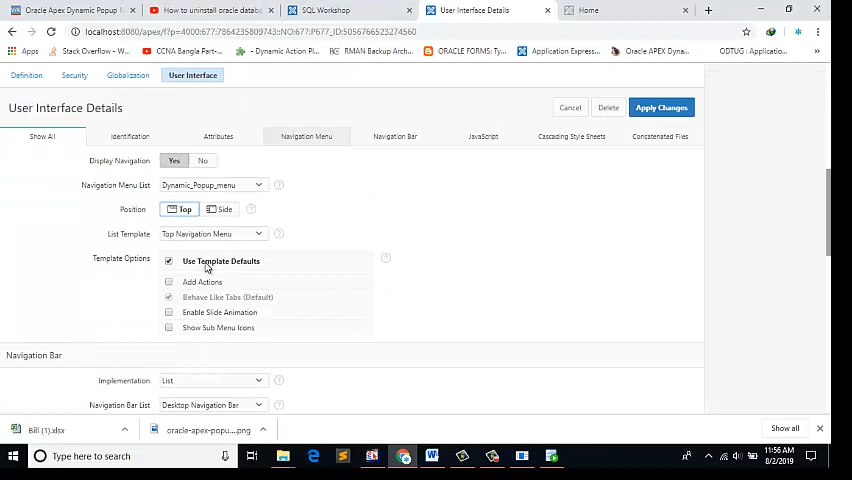 Oracle Apex Dynamic Popup M
How to uninstall oracle datab
SQL Workshop
User Interface Details
Home
localhost:8080/apex/f?p=4000:677:7864235809743::NO:677:P677_ID:5056766523274560
Apps
Stack Overflow - W...
CCNA Bangla Part-...
- Dynamic Action Pl...
RMAN Backup Arch...
ORACLE FORMS: Ty...
Application Express...
Oracle APEX Dyna...
ODTUG : Applicatio...
Definition
Security
Globalization
User Interface
User Interface Details
Cancel
Delete
Apply Changes
Show All
Identification
Attributes
Navigation Menu
Navigation Bar
JavaScript
Cascading Style Sheets
Concatenated Files
Display Navigation
Yes
No
Navigation Menu List
Dynamic_Popup_menu
Position
Top
Side
List Template
Top Navigation Menu
Template Options
Use Template Defaults
Add Actions
Behave Like Tabs (Default)
Enable Slide Animation
Show Sub Menu Icons
Navigation Bar
Implementation
List
Navigation Bar List
Desktop Navigation Bar
Bill (1).xlsx
oracle-apex-popu....png
Show all
Type here to search
11:56 AM
8/2/2019